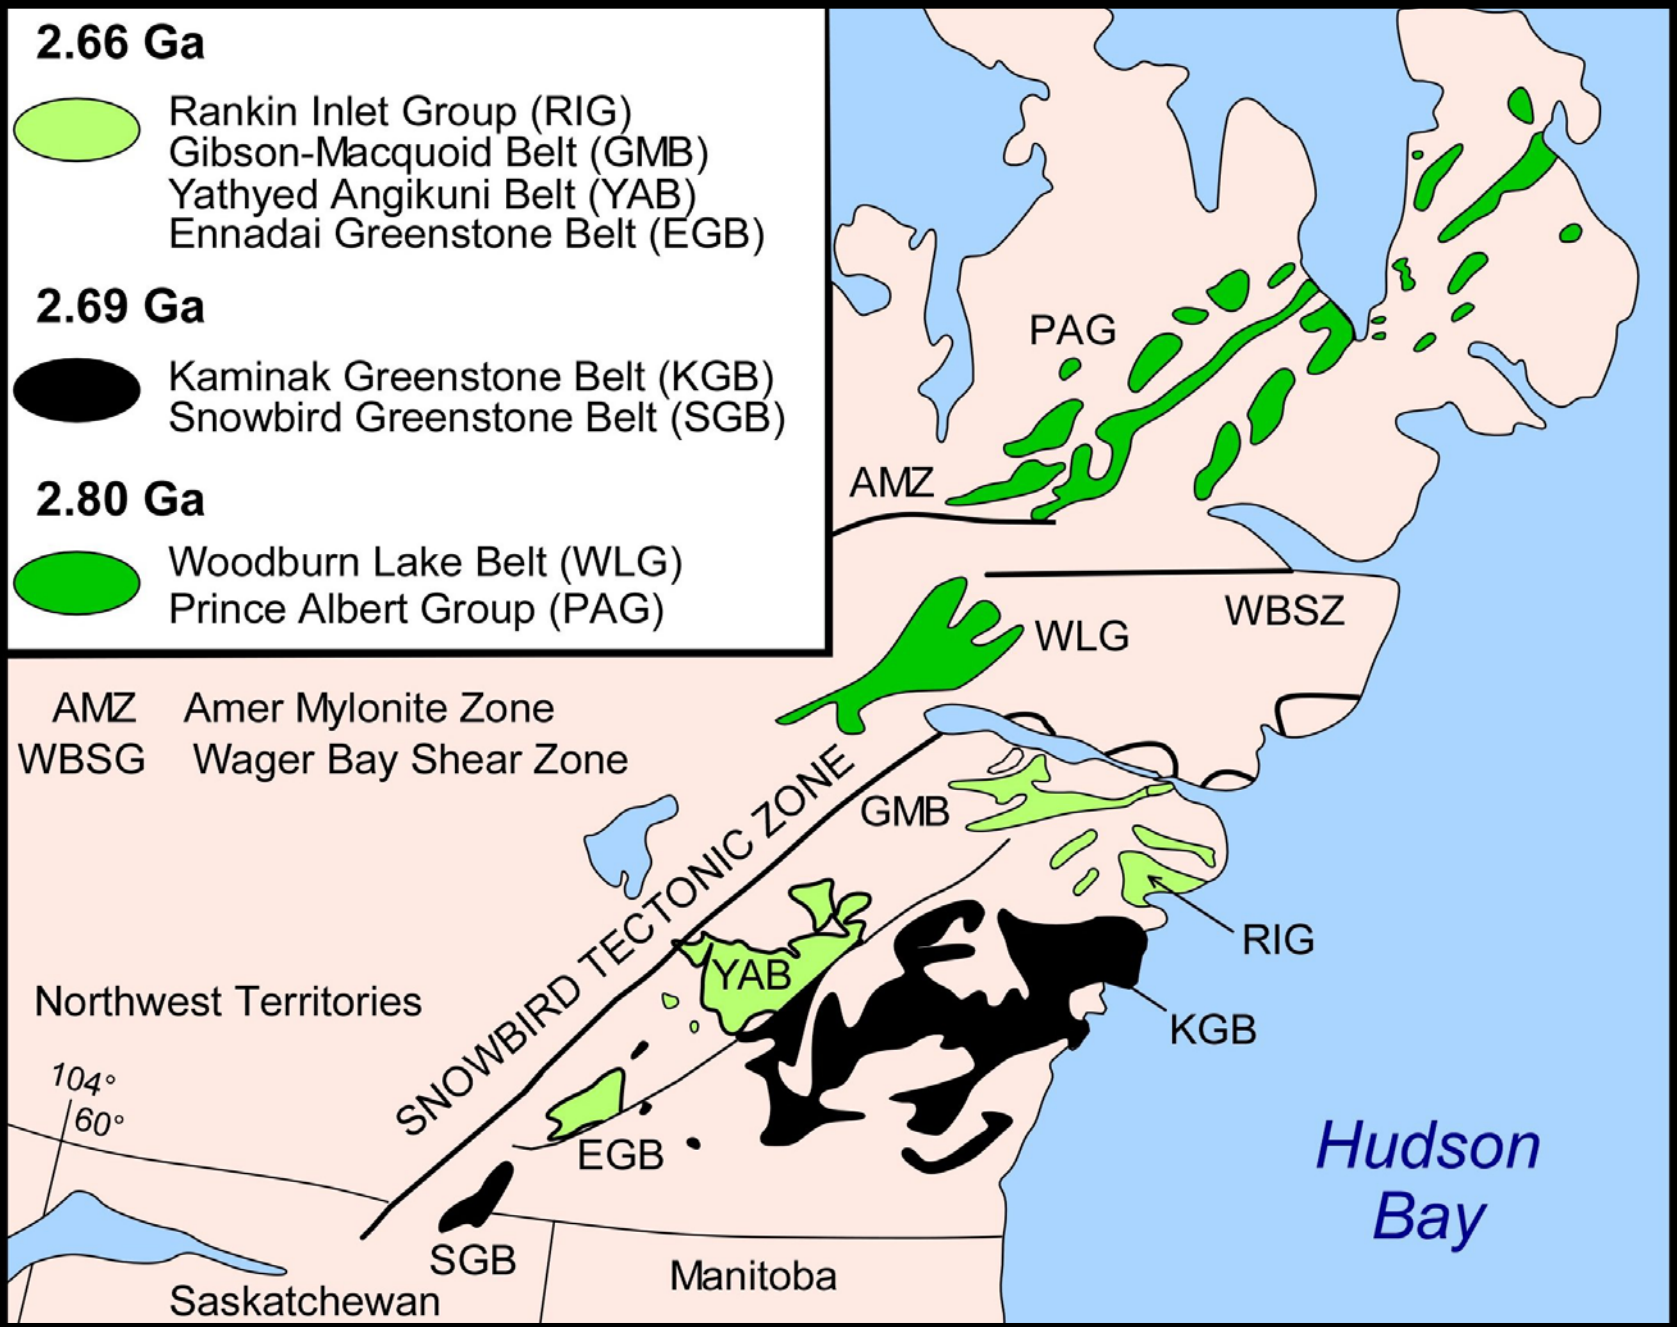 2.66 Ga
Rankin Inlet Group (RIG)
Gibson-Macquoid Belt (GMB)
Yathyed Angikuni Belt (YAB)
Ennadai Greenstone Belt (EGB)
2.69 Ga
Kaminak Greenstone Belt (KGB)
Snowbird Greenstone Belt (SGB)
2.80 Ga
Woodburn Lake Belt (WLG)
Prince Albert Group (PAG)
AMZ Amer Mylonite Zone
WBSG Wager Bay Shear Zone
PAG
AMZ
WBSZ
WLG
SNOWBIRD TECTONIC ZONE
GMB
RIG
YAB
KGB
Northwest Territories
104°
60°
EGB
SGB
Saskatchewan
Manitoba
Hudson
Bay